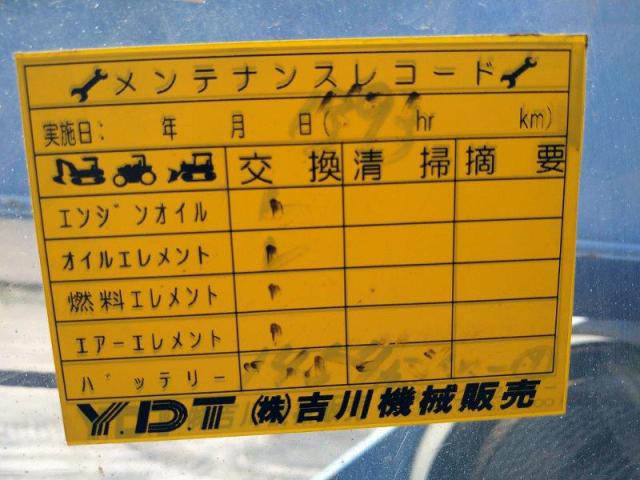 メンテナンスレコード
実施日: 年 月 日( hr km)
交換 清掃 摘要
エンジンオイル
オイルエレメント
燃料エレメント
エアーエレメント
バッテリー
Y.D.T (株)吉川機械販売